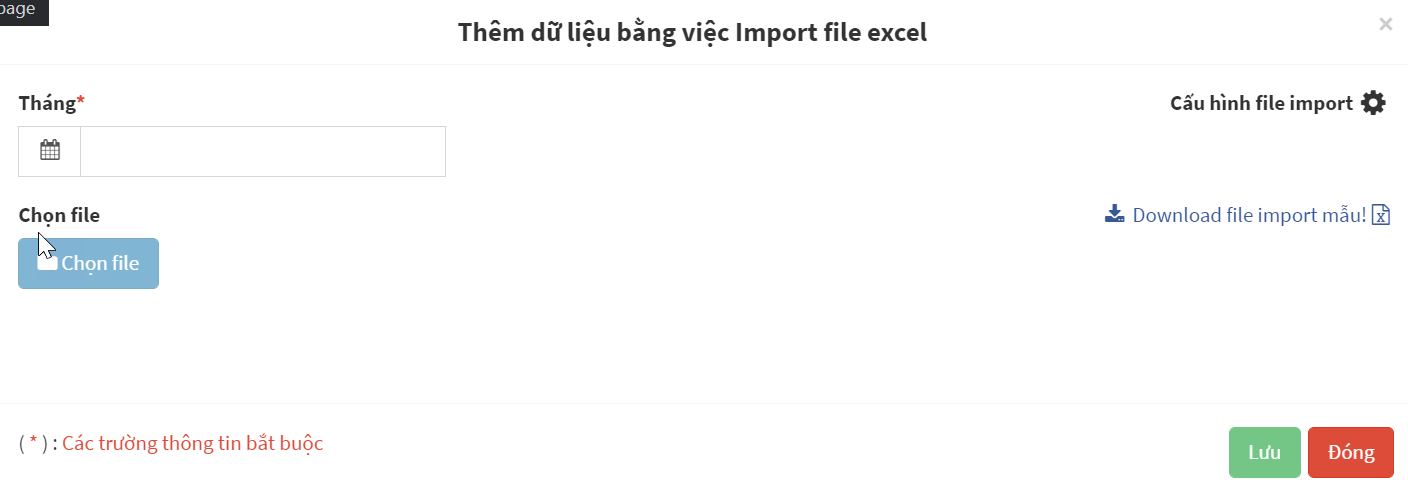 page
Thêm dữ liệu bằng việc Import file excel
×
Tháng*
Cấu hình file import
Chọn file
Download file import mẫu!
Chọn file
( * ) : Các trường thông tin bắt buộc
Lưu
Đóng